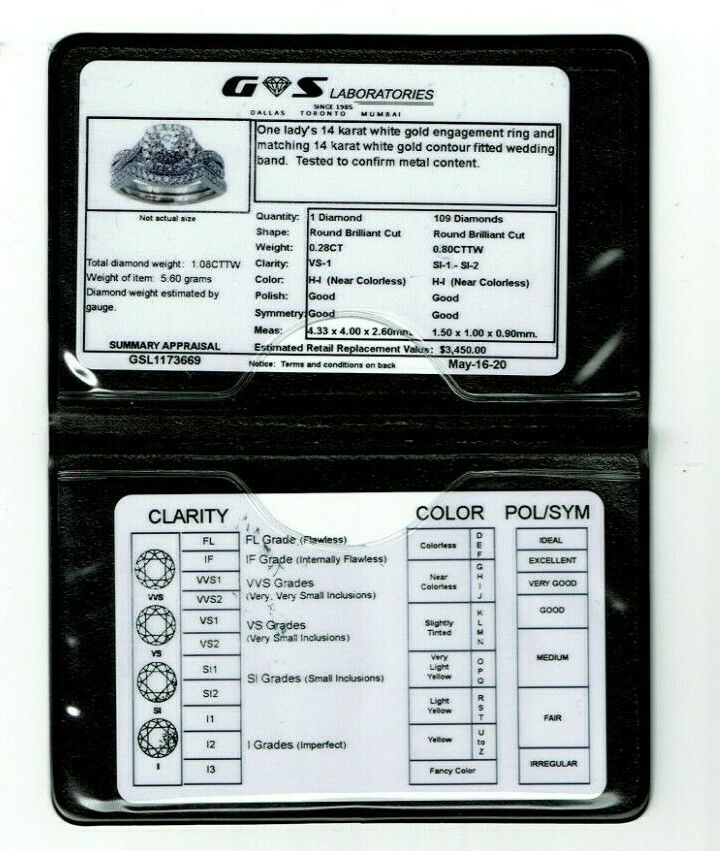 GS LABORATORIES
SINCE 1985
DALLAS TORONTO MUMBAI
One lady's 14 karat white gold engagement ring and
matching 14 karat white gold contour fitted wedding
band. Tested to confirm metal content.
Not actual size
Total diamond weight: 1.08CTTW
Weight of item: 5.60 grams
Diamond weight estimated by
gauge.
SUMMARY APPRAISAL
GSL1173669
Quantity: 1 Diamond 109 Diamonds
Shape: Round Brilliant Cut Round Brilliant Cut
Weight: 0.28CT 0.80CTTW
Clarity: VS-1 SI-1 - SI-2
Color: H-I (Near Colorless) H-I (Near Colorless)
Polish: Good Good
Symmetry: Good Good
Meas: 4.33 x 4.00 x 2.60mm. 1.50 x 1.00 x 0.90mm.
Estimated Retail Replacement Value: $3,450.00
Notice: Terms and conditions on back May-16-20
CLARITY
VVS
VS
SI
I
FL FL Grade (Flawless)
IF IF Grade (Internally Flawless)
VVS1 VVS Grades
VVS2 (Very, Very Small Inclusions)
VS1 VS Grades
(Very Small Inclusions)
VS2
SI1
SI Grades (Small Inclusions)
SI2
I1
I2 I Grades (Imperfect)
I3
COLOR
Colorless
D
E
F
Near
Colorless
G
H
I
J
Slightly
Tinted
K
L
M
N
Very
Light
Yellow
O
P
Q
Light
Yellow
R
S
T
Yellow
U
to
Z
Fancy Color
POL/SYM
IDEAL
EXCELLENT
VERY GOOD
GOOD
MEDIUM
FAIR
IRREGULAR